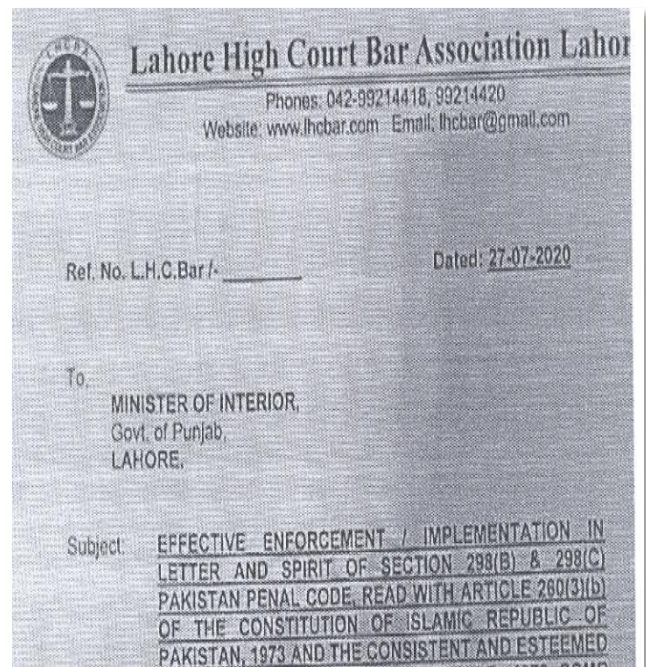 Lahore High Court Bar Association Lahor
Phones: 042-99214418, 99214420
Website: www.lhcbar.com Email: lhcbar@gmail.com
Ref. No. L.H.C.Bar/-________
Dated: 27-07-2020
To,
MINISTER OF INTERIOR,
Govt. of Punjab,
LAHORE.
Subject: EFFECTIVE ENFORCEMENT / IMPLEMENTATION IN
LETTER AND SPIRIT OF SECTION 298(B) & 298(C)
PAKISTAN PENAL CODE, READ WITH ARTICLE 260(3)(b)
OF THE CONSTITUTION OF ISLAMIC REPUBLIC OF
PAKISTAN, 1973 AND THE CONSISTENT AND ESTEEMED